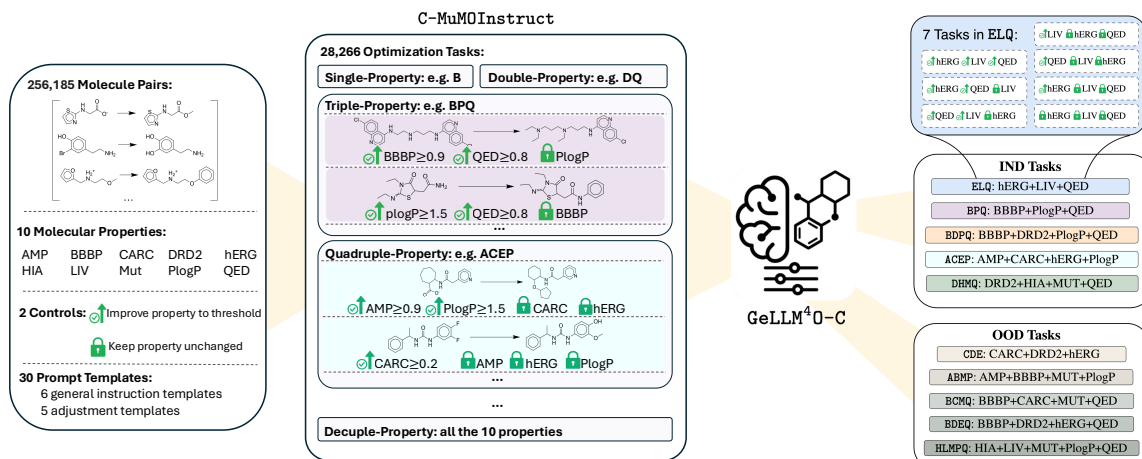 C-MuMOInstruct
256,185 Molecule Pairs:
...
10 Molecular Properties:
AMP BBBP CARC DRD2 hERG
HIA LIV Mut PlogP QED
2 Controls:
Improve property to threshold
Keep property unchanged
30 Prompt Templates:
6 general instruction templates
5 adjustment templates
28,266 Optimization Tasks:
Single-Property: e.g. B
Double-Property: e.g. DQ
Triple-Property: e.g. BPQ
BBBP≥0.9 QED≥0.8 PlogP
plogP≥1.5 QED≥0.8 BBBP
...
Quadruple-Property: e.g. ACEP
AMP≥0.9 PlogP≥1.5 CARC hERG
CARC≥0.2 AMP hERG PlogP
...
...
Decuple-Property: all the 10 properties
GeLLM⁴O-C
7 Tasks in ELQ:
LIV hERG QED
hERG LIV QED
QED LIV hERG
hERG QED LIV
hERG LIV QED
QED LIV hERG
hERG LIV QED
IND Tasks
ELQ: hERG+LIV+QED
BPQ: BBBP+PlogP+QED
BDPQ: BBBP+DRD2+PlogP+QED
ACEP: AMP+CARC+hERG+PlogP
DHMQ: DRD2+HIA+MUT+QED
OOD Tasks
CDE: CARC+DRD2+hERG
ABMP: AMP+BBBP+MUT+PlogP
BCMQ: BBBP+CARC+MUT+QED
BDEQ: BBBP+DRD2+hERG+QED
HLMPQ: HIA+LIV+MUT+PlogP+QED